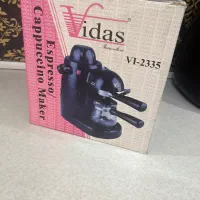 Vidas
VI-2335
Espresso/
Cappuccino Maker